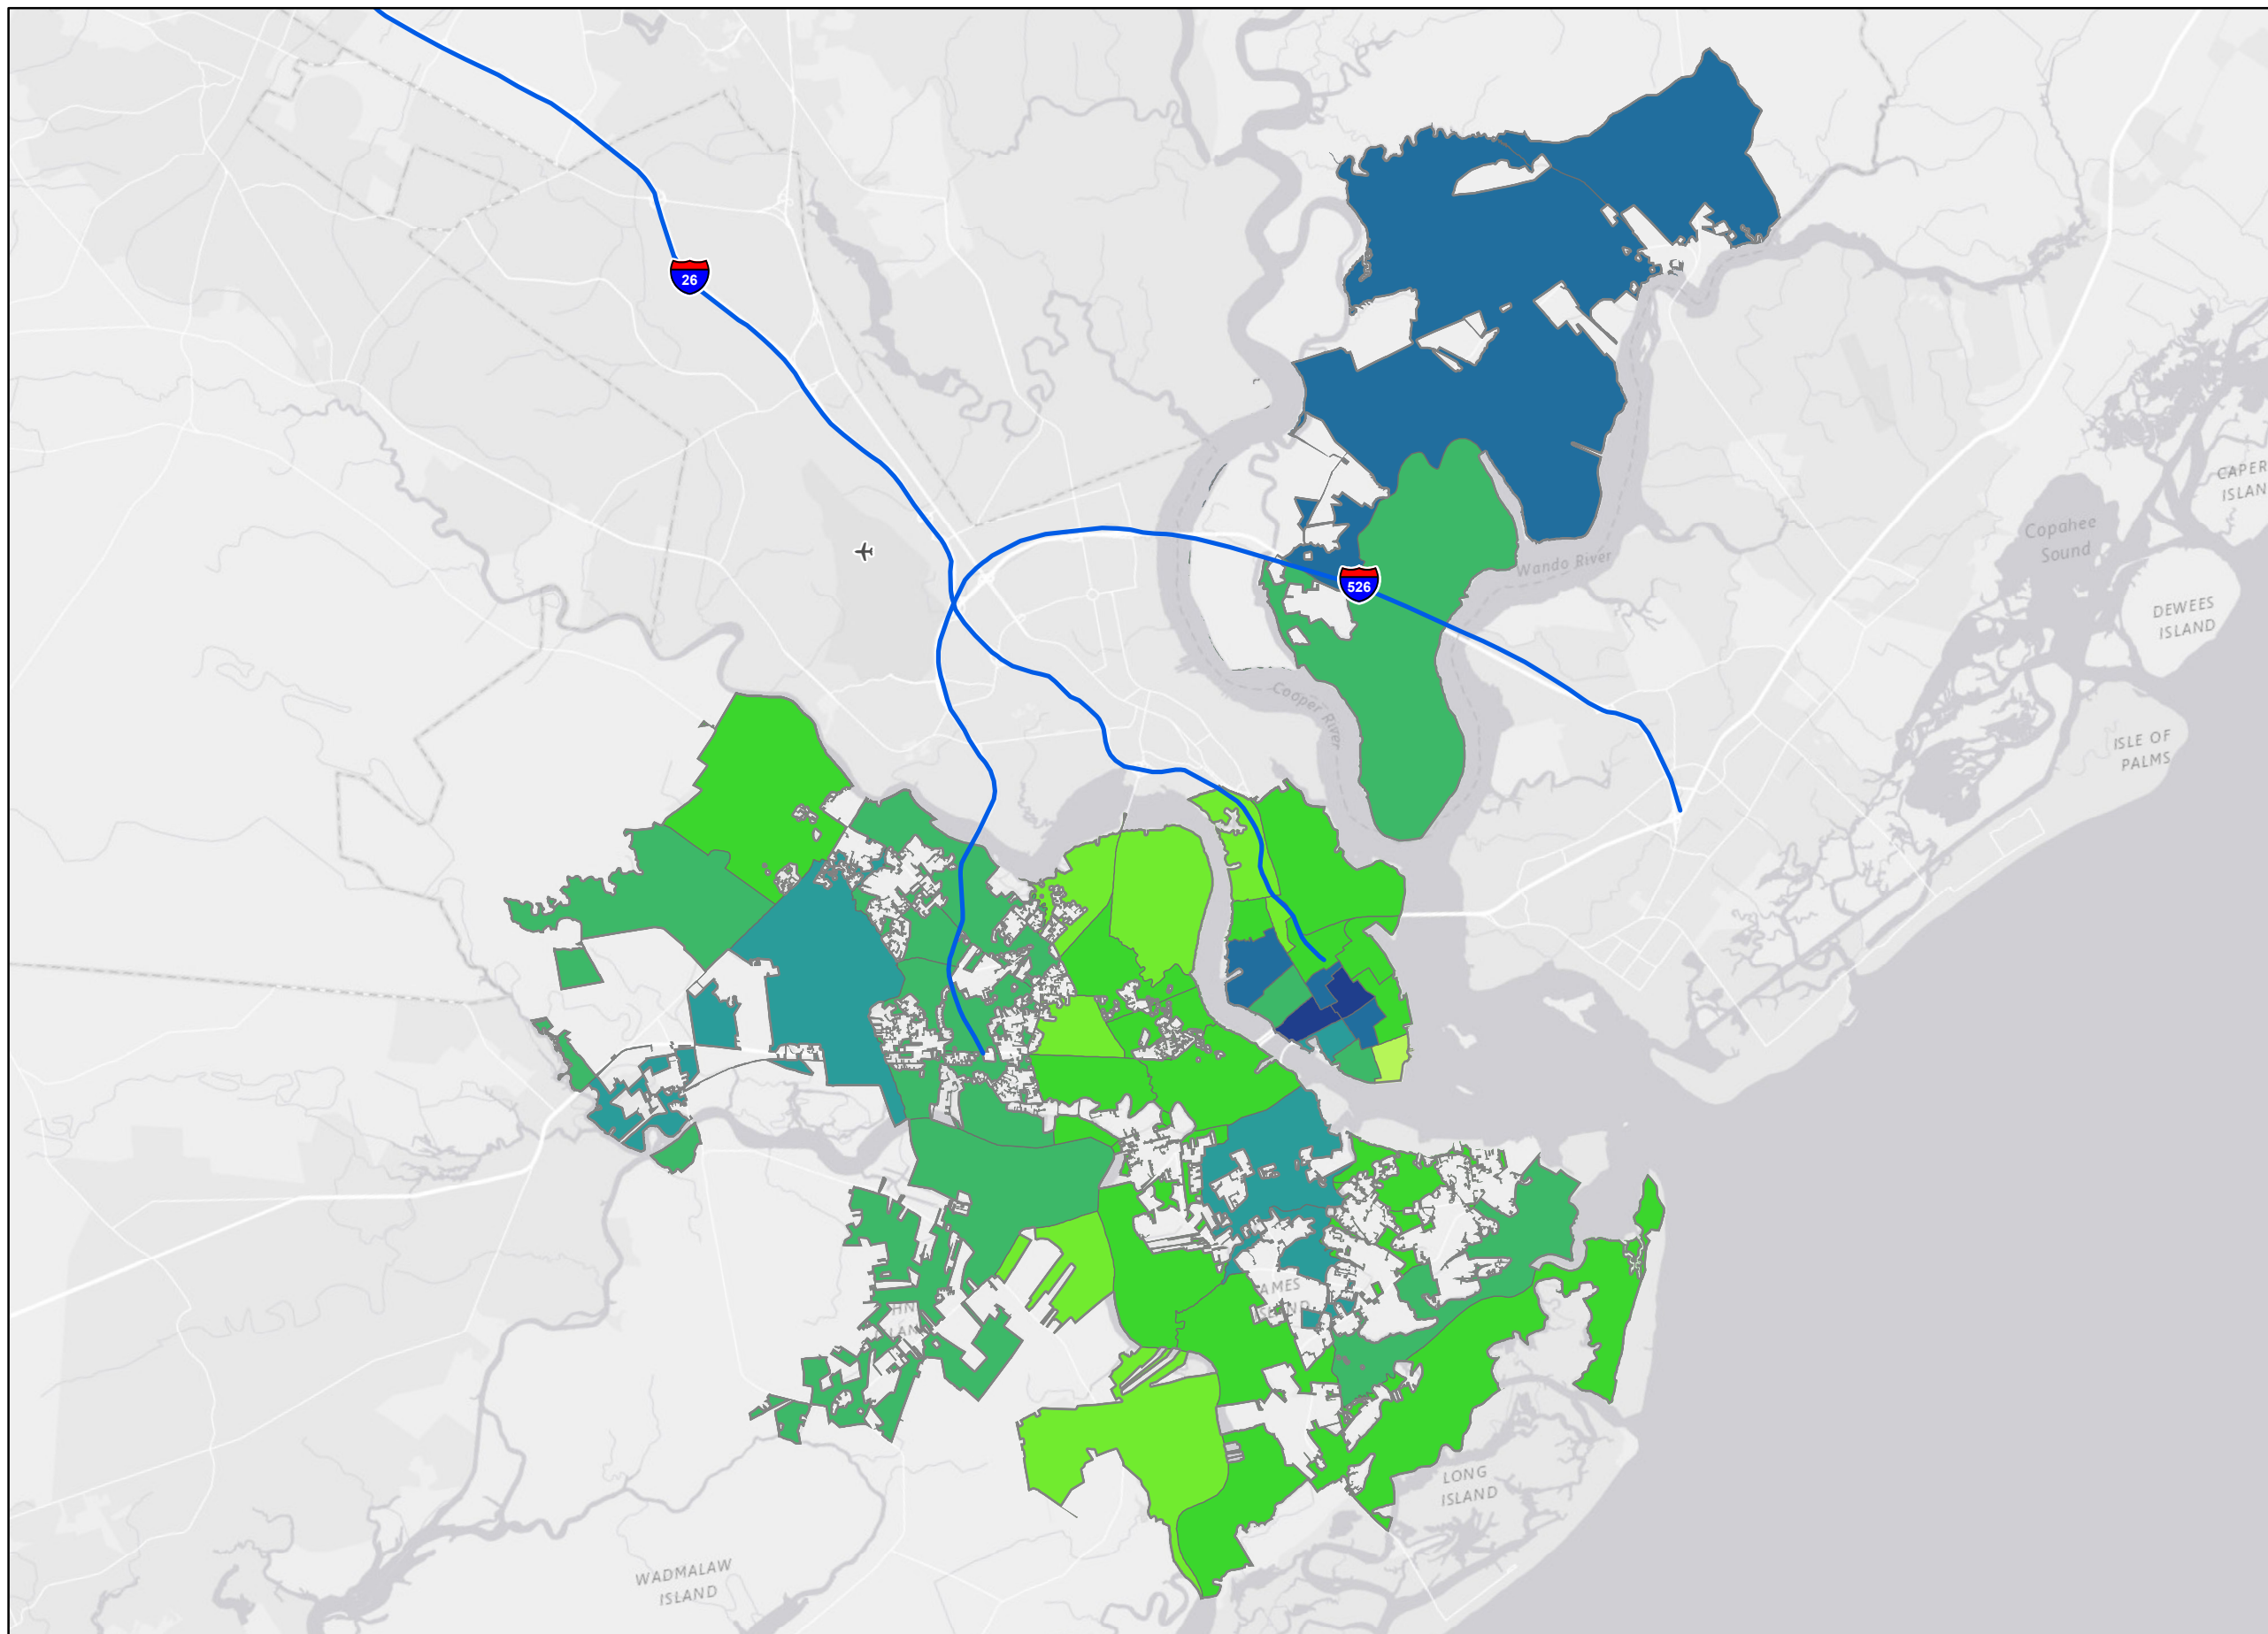 26
CAPER
ISLAN
Copahee
Sound
526
Wando River
DEWEES
ISLAND
Cooper River
ISLE OF
PALMS
AMES
LONG
ISLAND
WADMALAW
ISLAND